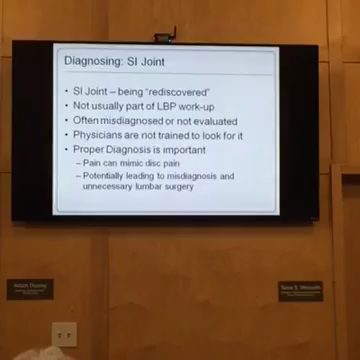 Diagnosing: SI Joint
• SI Joint – being "rediscovered"
• Not usually part of LBP work-up
• Often misdiagnosed or not evaluated
• Physicians are not trained to look for it
• Proper Diagnosis is important
– Pain can mimic disc pain
– Potentially leading to misdiagnosis and
unnecessary lumbar surgery